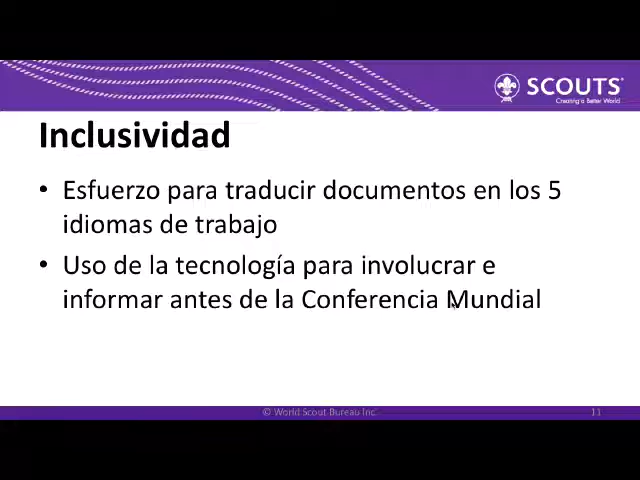 SCOUTS
Creating a Better World
Inclusividad
• Esfuerzo para traducir documentos en los 5
idiomas de trabajo
• Uso de la tecnología para involucrar e
informar antes de la Conferencia Mundial
© World Scout Bureau Inc.
11